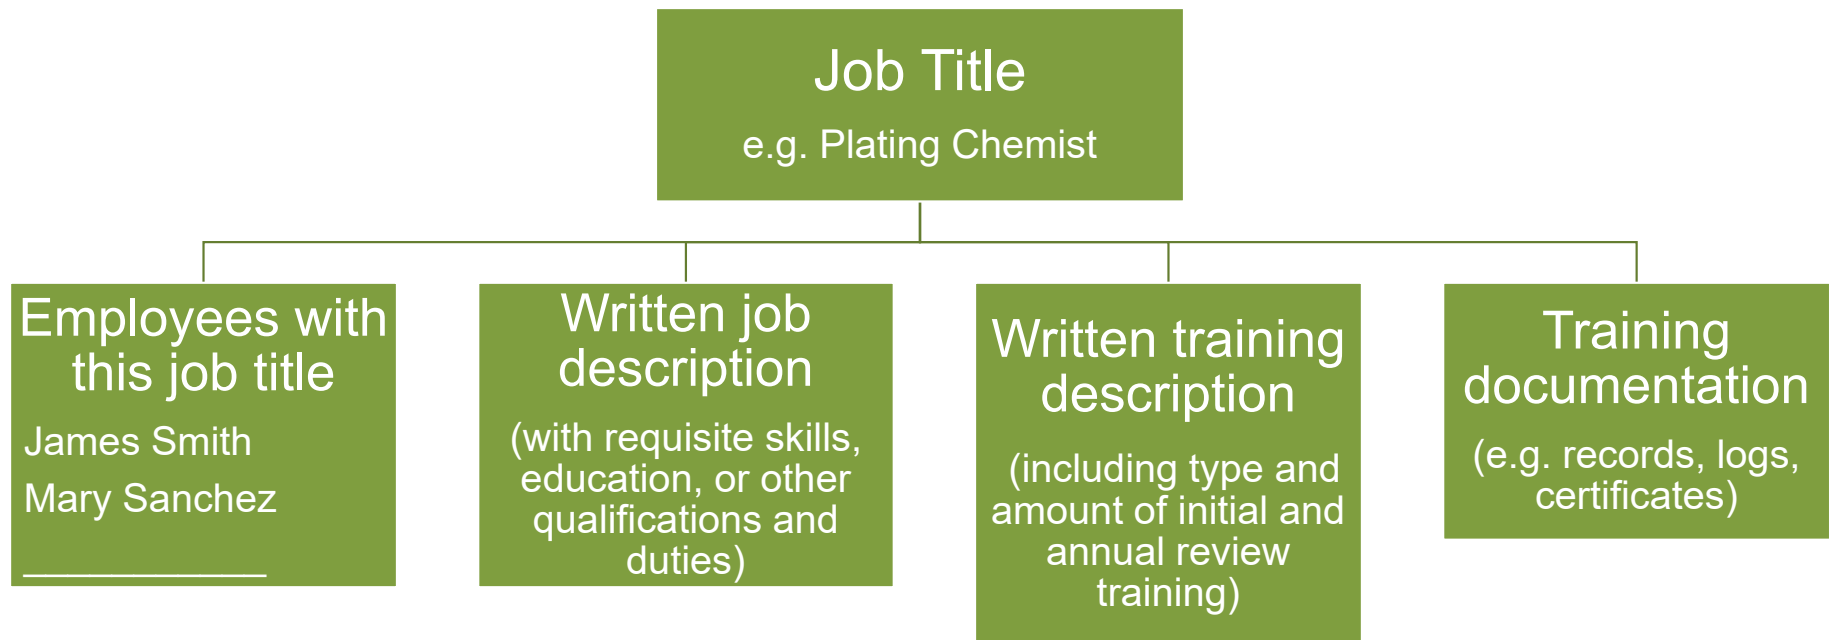 Job Title
e.g. Plating Chemist
Employees with
this job title
James Smith
Mary Sanchez
___________
Written job
description
(with requisite skills,
education, or other
qualifications and
duties)
Written training
description
(including type and
amount of initial and
annual review
training)
Training
documentation
(e.g. records, logs,
certificates)